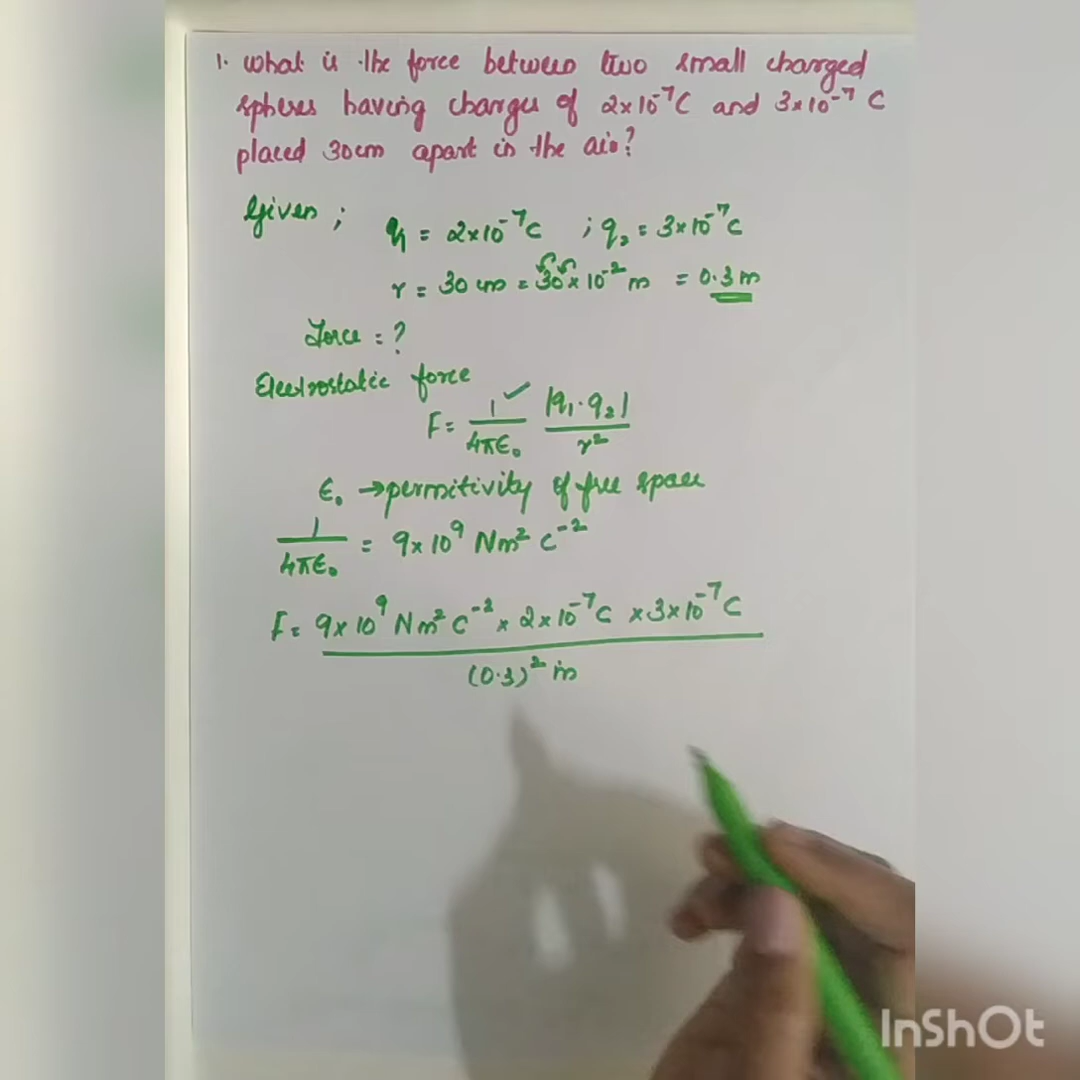 1. What is the force between two small charged
spheres having charges of 2×10⁻⁷C and 3×10⁻⁷ C
placed 30cm apart in the air?
Given ;
q₁ = 2×10⁻⁷C ; q₂ = 3×10⁻⁷C
r = 30 cm = 30×10⁻² m = 0.3 m
Force = ?
Electrostatic force
F = 1/4πε₀ |q₁.q₂|/r²
ε₀ → permitivity of free space
1/4πε₀ = 9×10⁹ Nm² C⁻²
F = 9×10⁹ Nm² C⁻² × 2×10⁻⁷C × 3×10⁻⁷C
(0.3)² m
InShOt